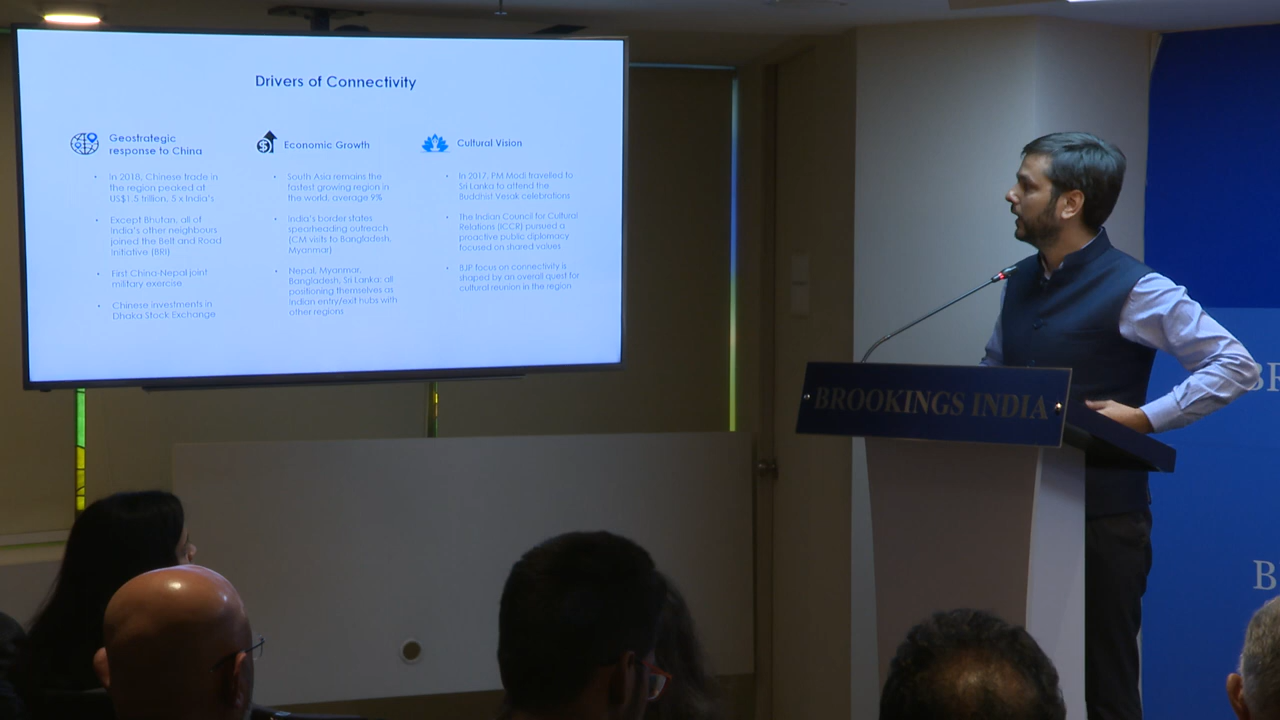 Drivers of Connectivity
Geostrategic
response to China
In 2018, Chinese trade in
the region peaked at
US$1.5 trillion, 5 x India's
Except Bhutan, all of
India's other neighbours
joined the Belt and Road
Initiative (BRI)
First China-Nepal joint
military exercise
Chinese investments in
Dhaka Stock Exchange
Economic Growth
South Asia remains the
fastest growing region in
the world, average 9%
India's border states
spearheading outreach
(CM visits to Bangladesh,
Myanmar)
Nepal, Myanmar,
Bangladesh, Sri Lanka: all
positioning themselves as
Indian entry/exit hubs with
other regions
Cultural Vision
In 2017, PM Modi travelled to
Sri Lanka to attend the
Buddhist Vesak celebrations
The Indian Council for Cultural
Relations (ICCR) pursued a
proactive public diplomacy
focused on shared values
BJP focus on connectivity is
shaped by an overall quest for
cultural reunion in the region
BROOKINGS INDIA
BR
B